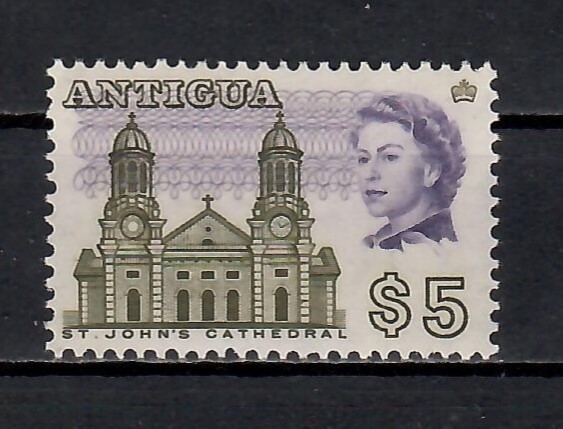 ANTIGUA
$5
ST. JOHN'S CATHEDRAL